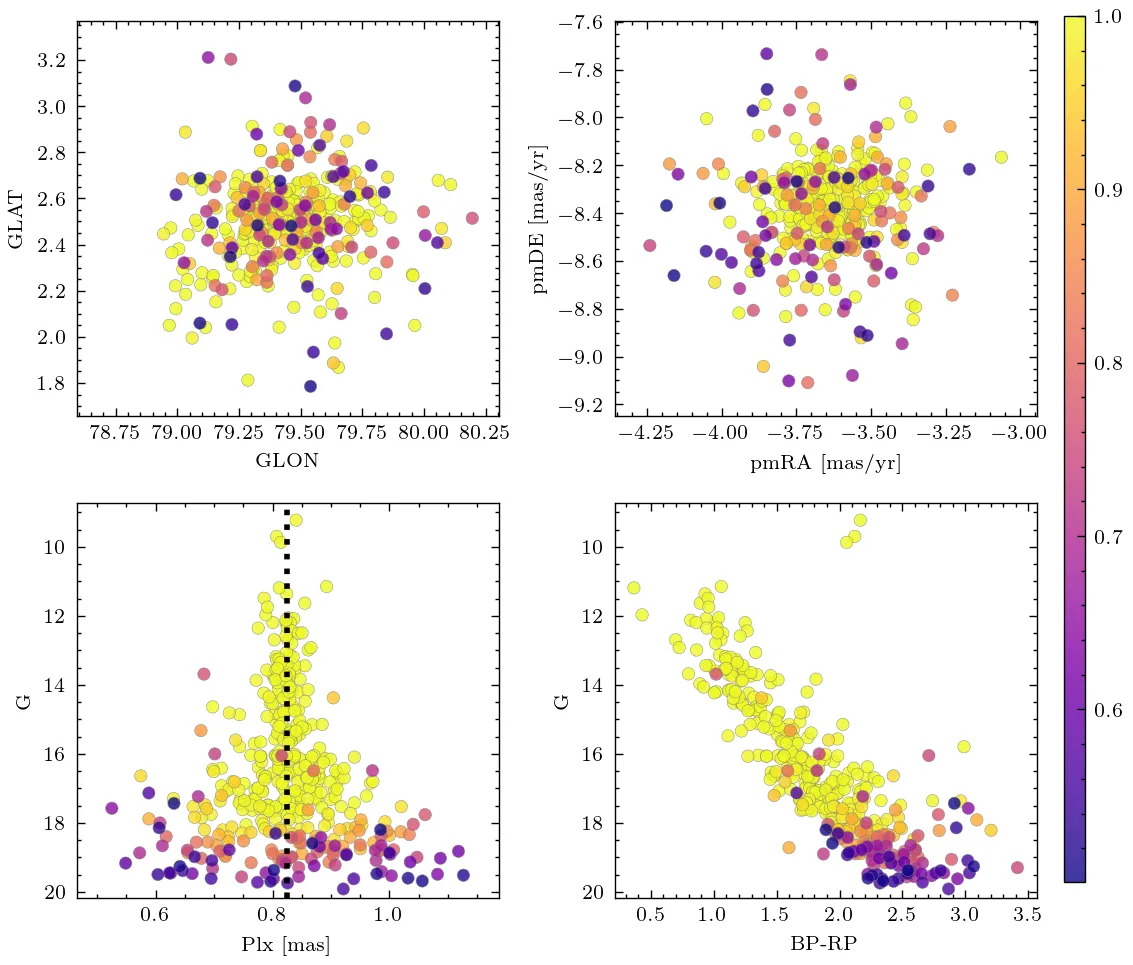 3.2
3.0
2.8
2.6
2.4
2.2
2.0
1.8
GLAT
78.75 79.00 79.25 79.50 79.75 80.00 80.25
GLON
−7.6
−7.8
−8.0
−8.2
−8.4
−8.6
−8.8
−9.0
−9.2
pmDE [mas/yr]
−4.25 −4.00 −3.75 −3.50 −3.25 −3.00
pmRA [mas/yr]
1.0
0.9
0.8
0.7
0.6
10
12
14
16
18
20
G
0.6 0.8 1.0
Plx [mas]
10
12
14
16
18
20
G
0.5 1.0 1.5 2.0 2.5 3.0 3.5
BP-RP